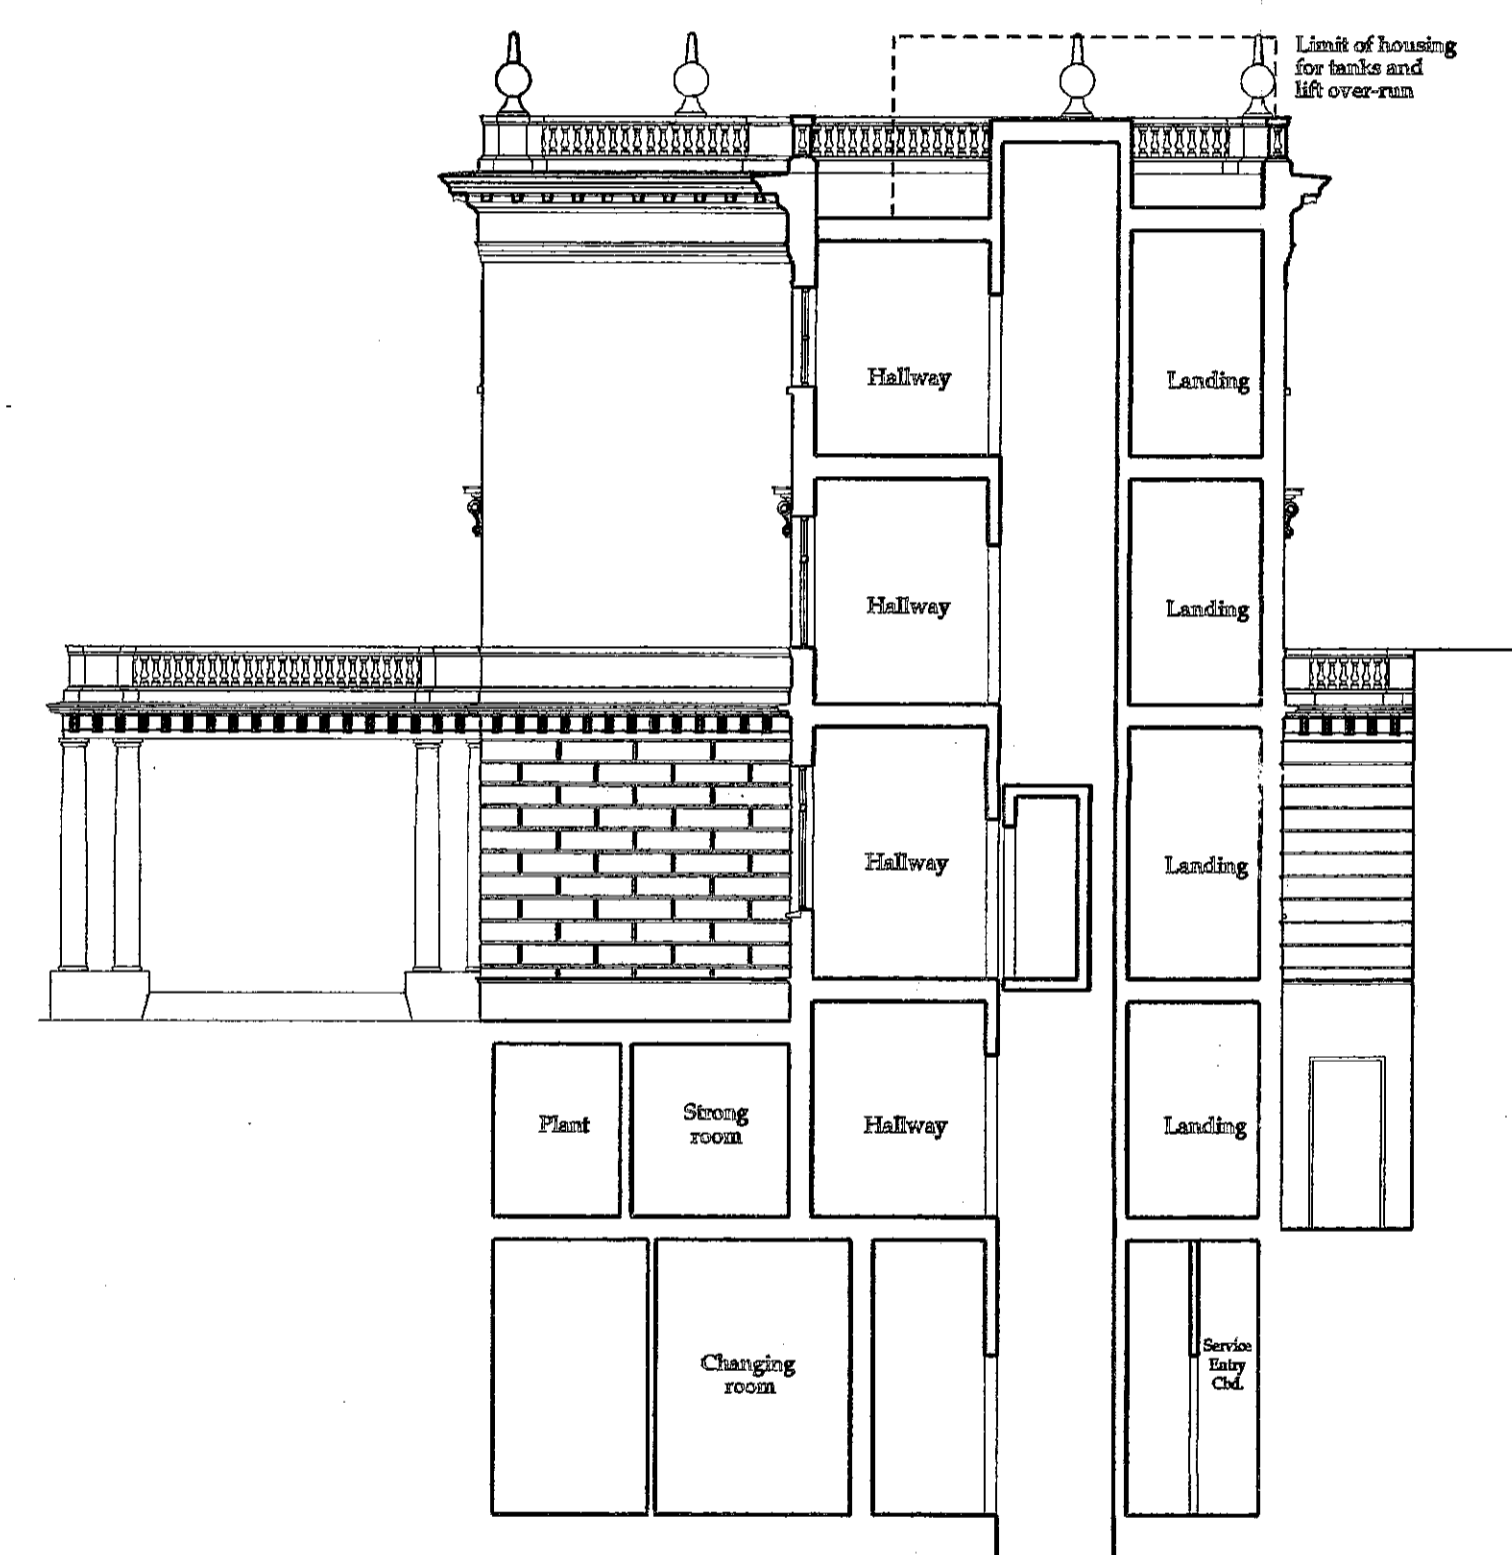 Limit of housing
for tanks and
lift over-run
Hallway
Landing
Hallway
Landing
Hallway
Landing
Plant
Strong
room
Hallway
Landing
Changing
room
Service
Entry
Cbd.